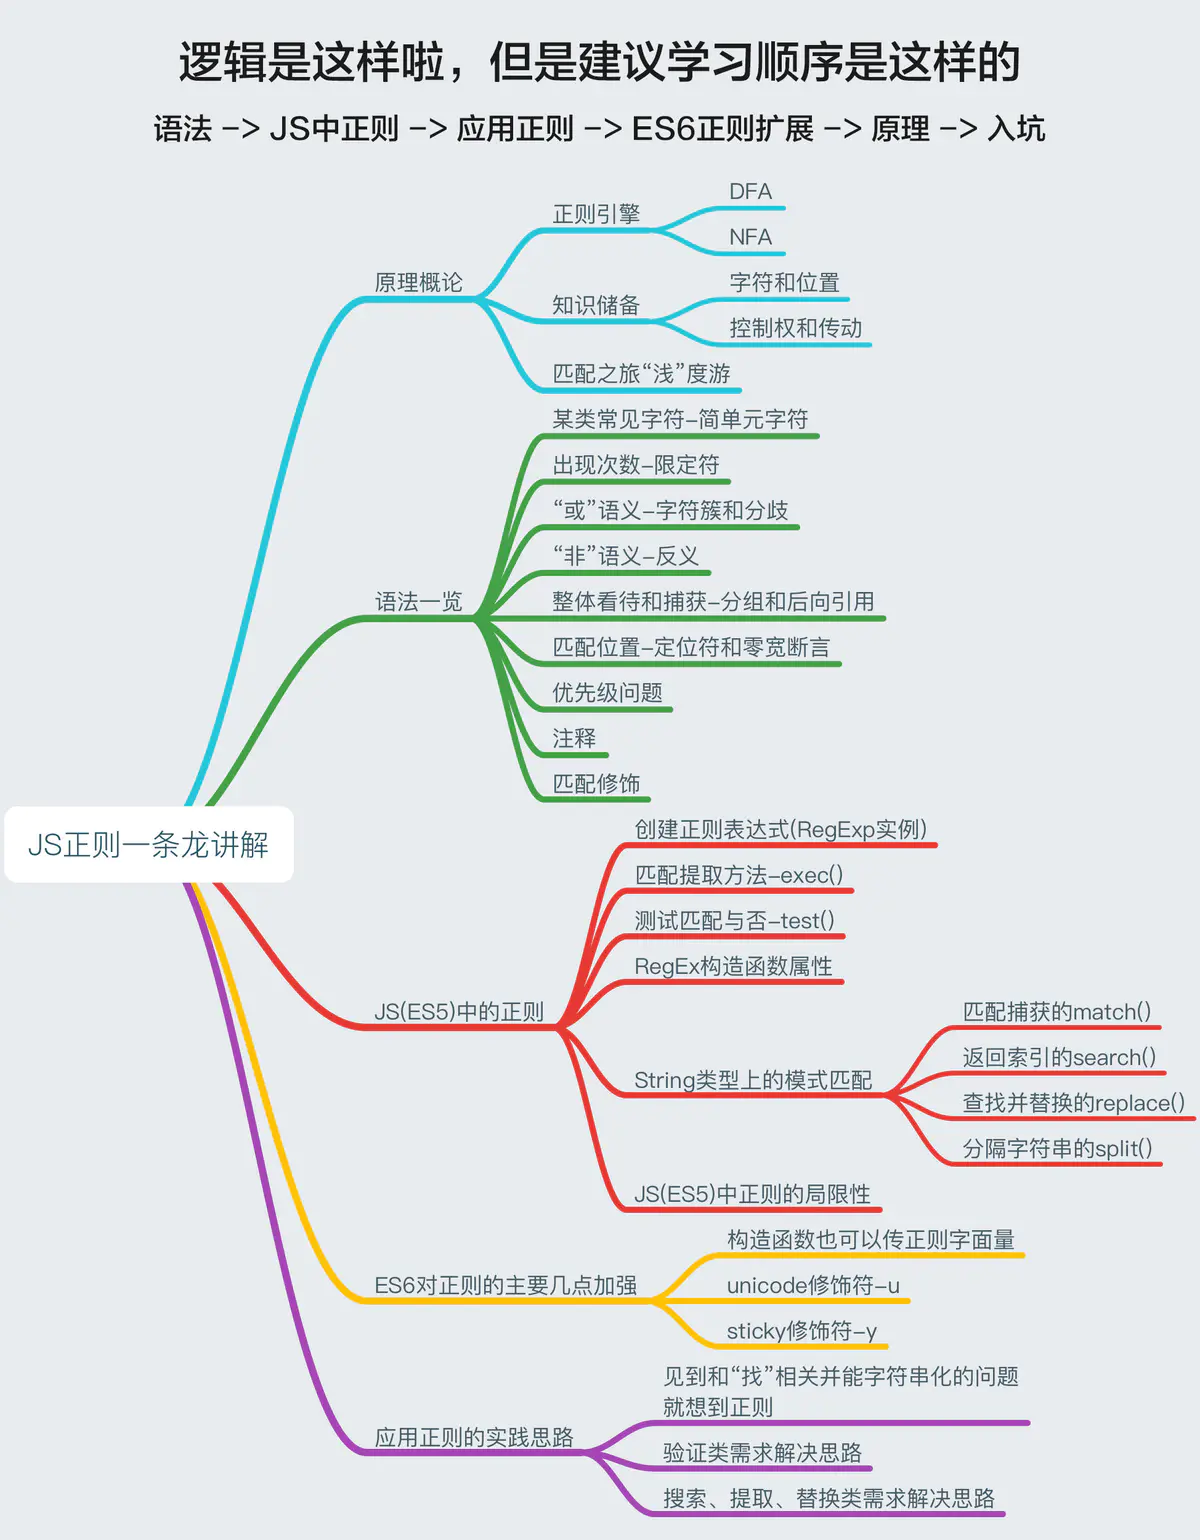 逻辑是这样啦，但是建议学习顺序是这样的
语法 -> JS中正则 -> 应用正则 -> ES6正则扩展 -> 原理 -> 入坑
JS正则一条龙讲解
原理概论
正则引擎
DFA
NFA
知识储备
字符和位置
控制权和传动
匹配之旅“浅”度游
语法一览
某类常见字符-简单元字符
出现次数-限定符
“或”语义-字符簇和分歧
“非”语义-反义
整体看待和捕获-分组和后向引用
匹配位置-定位符和零宽断言
优先级问题
注释
匹配修饰
JS(ES5)中的正则
创建正则表达式(RegExp实例)
匹配提取方法-exec()
测试匹配与否-test()
RegEx构造函数属性
String类型上的模式匹配
匹配捕获的match()
返回索引的search()
查找并替换的replace()
分隔字符串的split()
JS(ES5)中正则的局限性
ES6对正则的主要几点加强
构造函数也可以传正则字面量
unicode修饰符-u
sticky修饰符-y
应用正则的实践思路
见到和“找”相关并能字符串化的问题
就想到正则
验证类需求解决思路
搜索、提取、替换类需求解决思路